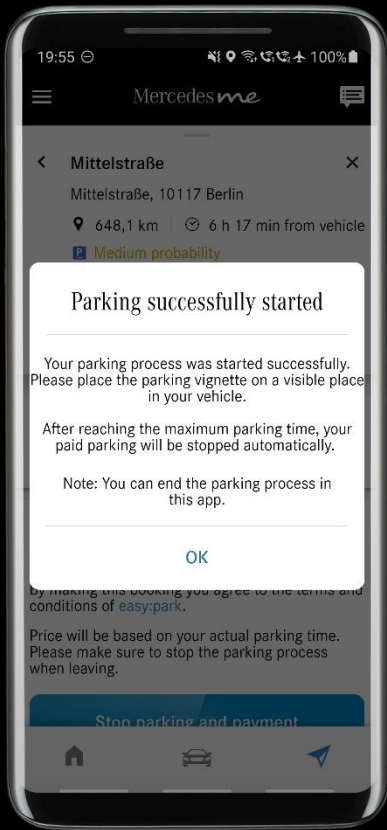 19:55
100%
Mercedes me
Mittelstraße
Mittelstraße, 10117 Berlin
648,1 km 6 h 17 min from vehicle
P Medium probability
Parking successfully started
Your parking process was started successfully.
Please place the parking vignette on a visible place
in your vehicle.
After reaching the maximum parking time, your
paid parking will be stopped automatically.
Note: You can end the parking process in
this app.
OK
By making this booking you agree to the terms and
conditions of easy:park.
Price will be based on your actual parking time.
Please make sure to stop the parking process
when leaving.
Stop parking and payment